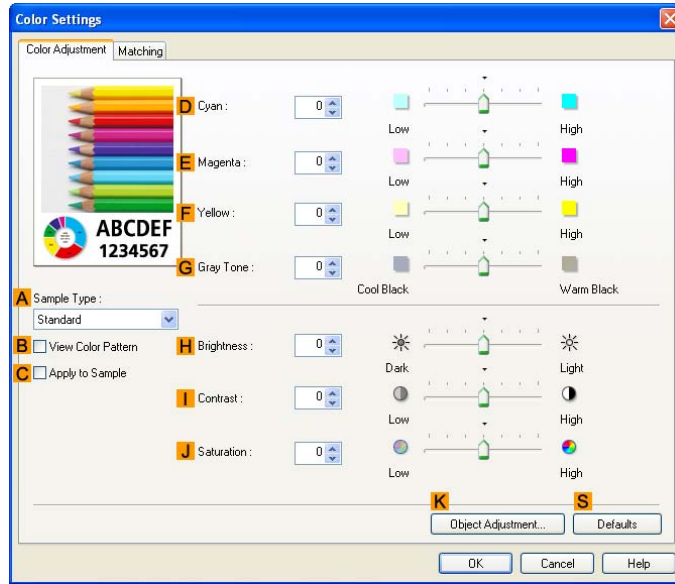 Color Settings
Color Adjustment Matching
ABCDEF
1234567
A Sample Type :
Standard
B View Color Pattern
C Apply to Sample
D Cyan : 0
Low High
E Magenta : 0
Low High
F Yellow : 0
Low High
G Gray Tone : 0
Cool Black Warm Black
H Brightness : 0
Dark Light
I Contrast : 0
Low High
J Saturation : 0
Low High
K S
Object Adjustment... Defaults
OK Cancel Help